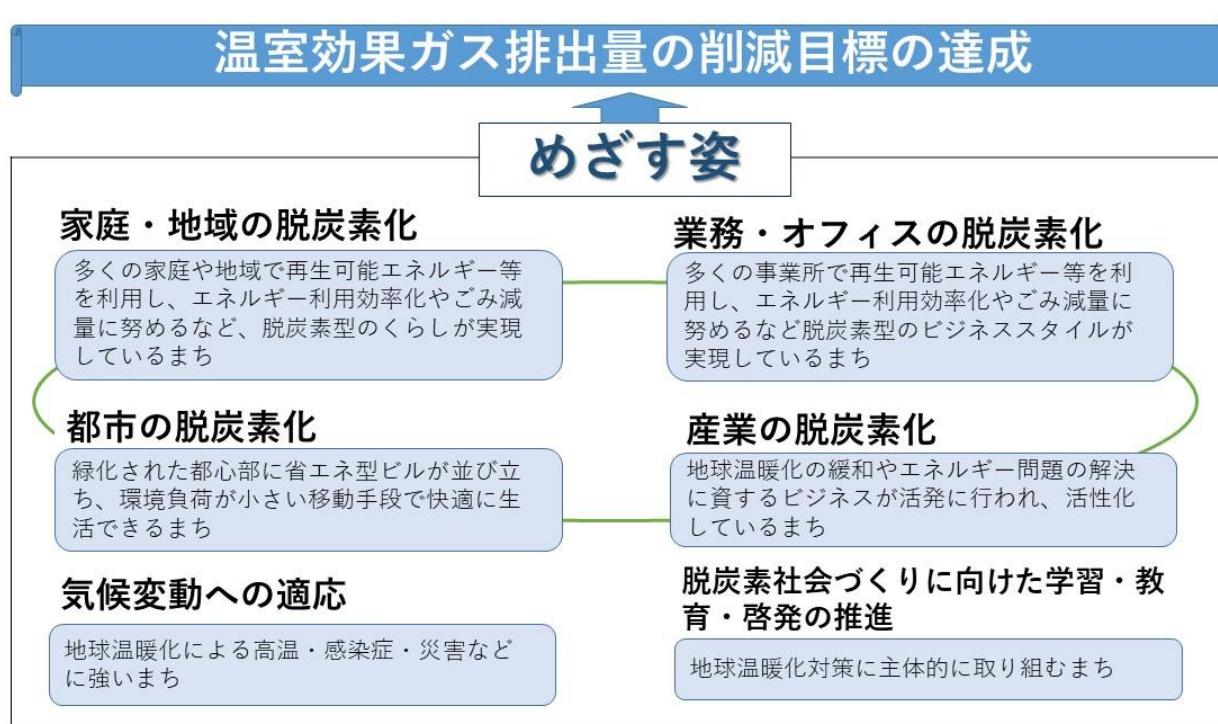 温室効果ガス排出量の削減目標の達成
めざす姿
家庭・地域の脱炭素化
多くの家庭や地域で再生可能エネルギー等
を利用し、エネルギー利用効率化やごみ減
量に努めるなど、脱炭素型のくらしが実現
しているまち
業務・オフィスの脱炭素化
多くの事業所で再生可能エネルギー等を利
用し、エネルギー利用効率化やごみ減量に
努めるなど脱炭素型のビジネススタイルが
実現しているまち
都市の脱炭素化
緑化された都心部に省エネ型ビルが並び立
ち、環境負荷が小さい移動手段で快適に生
活できるまち
産業の脱炭素化
地球温暖化の緩和やエネルギー問題の解決
に資するビジネスが活発に行われ、活性化
しているまち
気候変動への適応
地球温暖化による高温・感染症・災害など
に強いまち
脱炭素社会づくりに向けた学習・教
育・啓発の推進
地球温暖化対策に主体的に取り組むまち